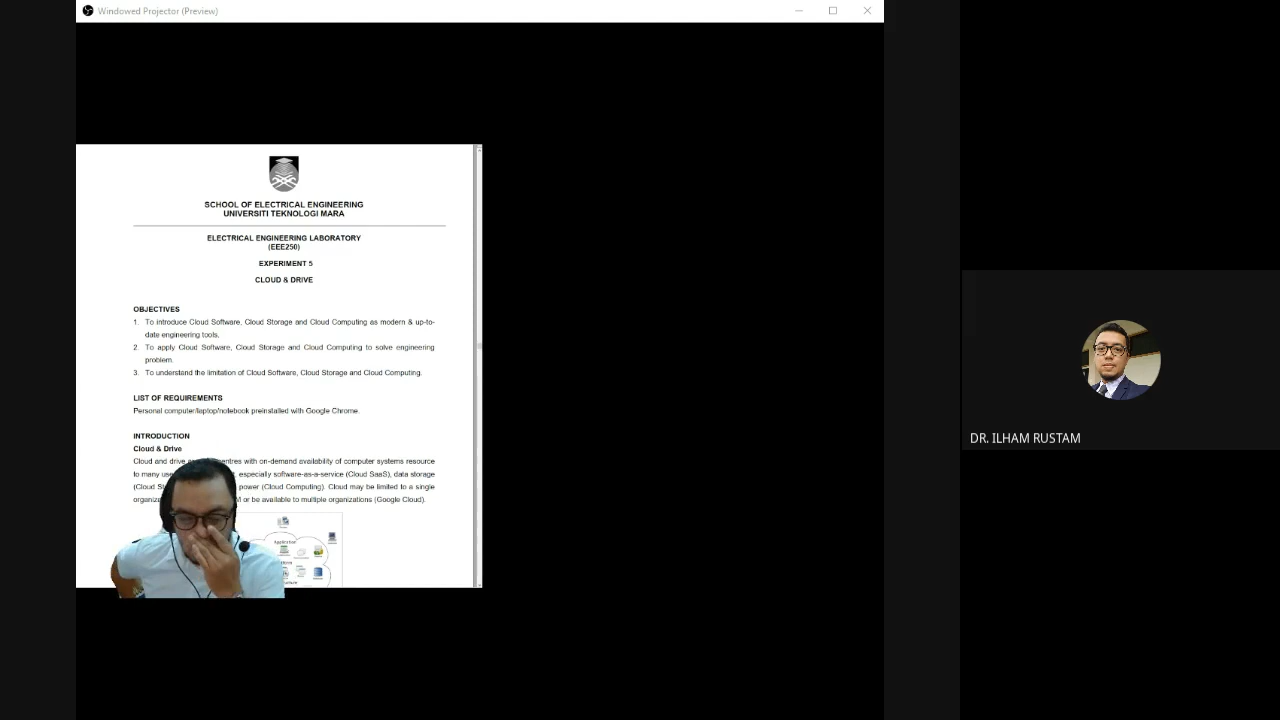 Windowed Projector (Preview)
SCHOOL OF ELECTRICAL ENGINEERING
UNIVERSITI TEKNOLOGI MARA
ELECTRICAL ENGINEERING LABORATORY
(EEE250)
EXPERIMENT 5
CLOUD & DRIVE
OBJECTIVES
1. To introduce Cloud Software, Cloud Storage and Cloud Computing as modern & up-to-
date engineering tools.
2. To apply Cloud Software, Cloud Storage and Cloud Computing to solve engineering
problem.
3. To understand the limitation of Cloud Software, Cloud Storage and Cloud Computing.
LIST OF REQUIREMENTS
Personal computer/laptop/notebook preinstalled with Google Chrome.
INTRODUCTION
Cloud & Drive
Cloud and drive with on-demand availability of computer systems resource
to many especially software-as-a-service (Cloud SaaS), data storage
(Cloud power (Cloud Computing). Cloud may be limited to a single
or be available to multiple organizations (Google Cloud).
Application
DR. ILHAM RUSTAM